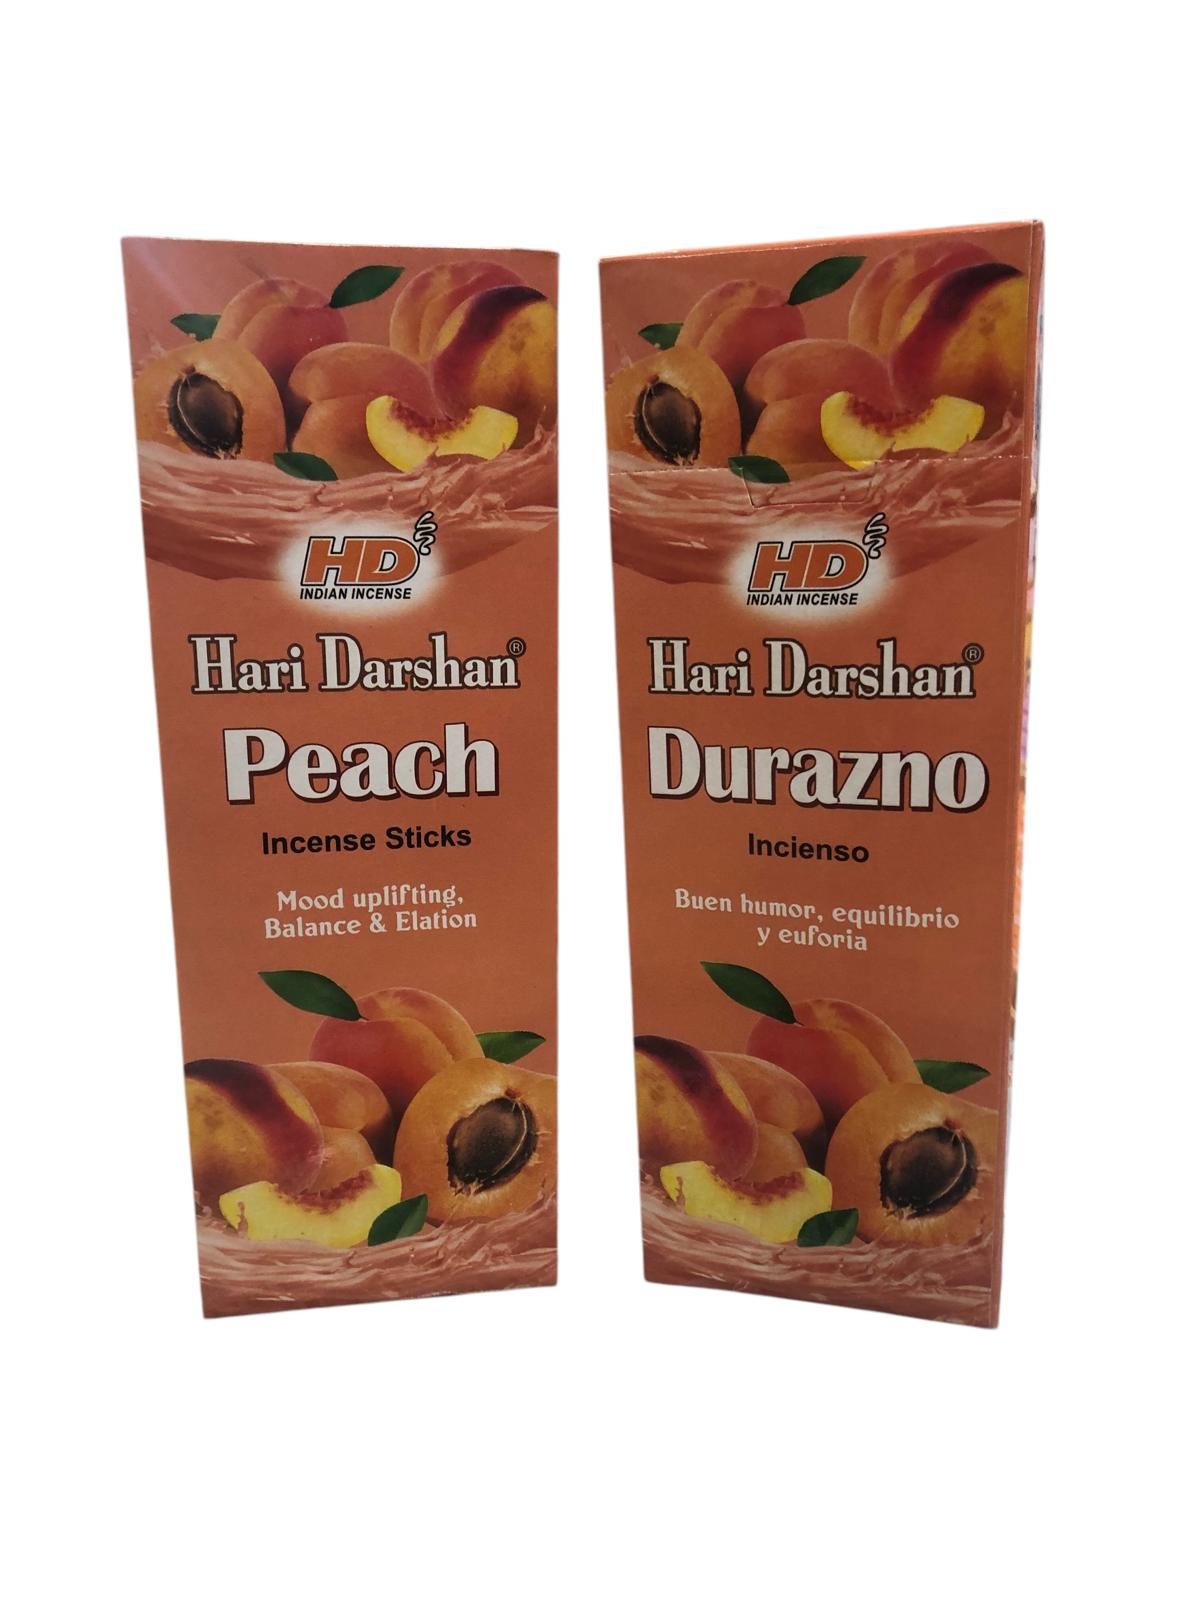 HD
INDIAN INCENSE
Hari Darshan®
Peach
Incense Sticks
Mood uplifting,
Balance & Elation
HD
INDIAN INCENSE
Hari Darshan®
Durazno
Incienso
Buen humor, equilibrio
y euforia